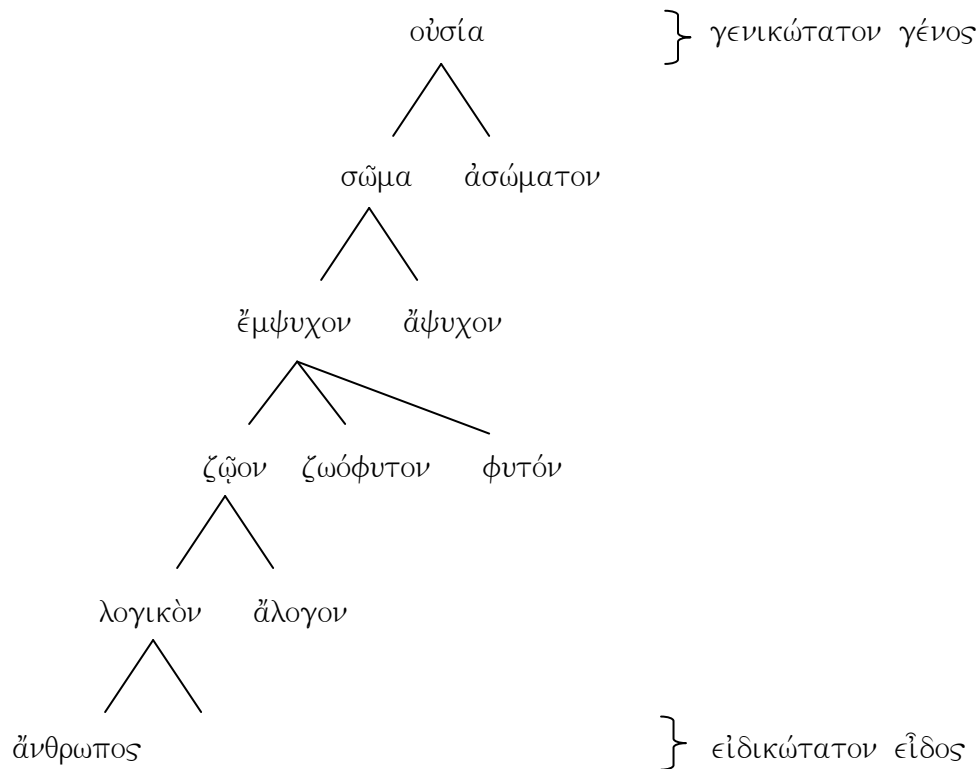 οὐσία } γενικώτατον γένος
σῶμα ἀσώματον
ἔμψυχον ἄψυχον
ζῷον ζωόφυτον φυτόν
λογικὸν ἄλογον
ἄνθρωπος } εἰδικώτατον εἶδος